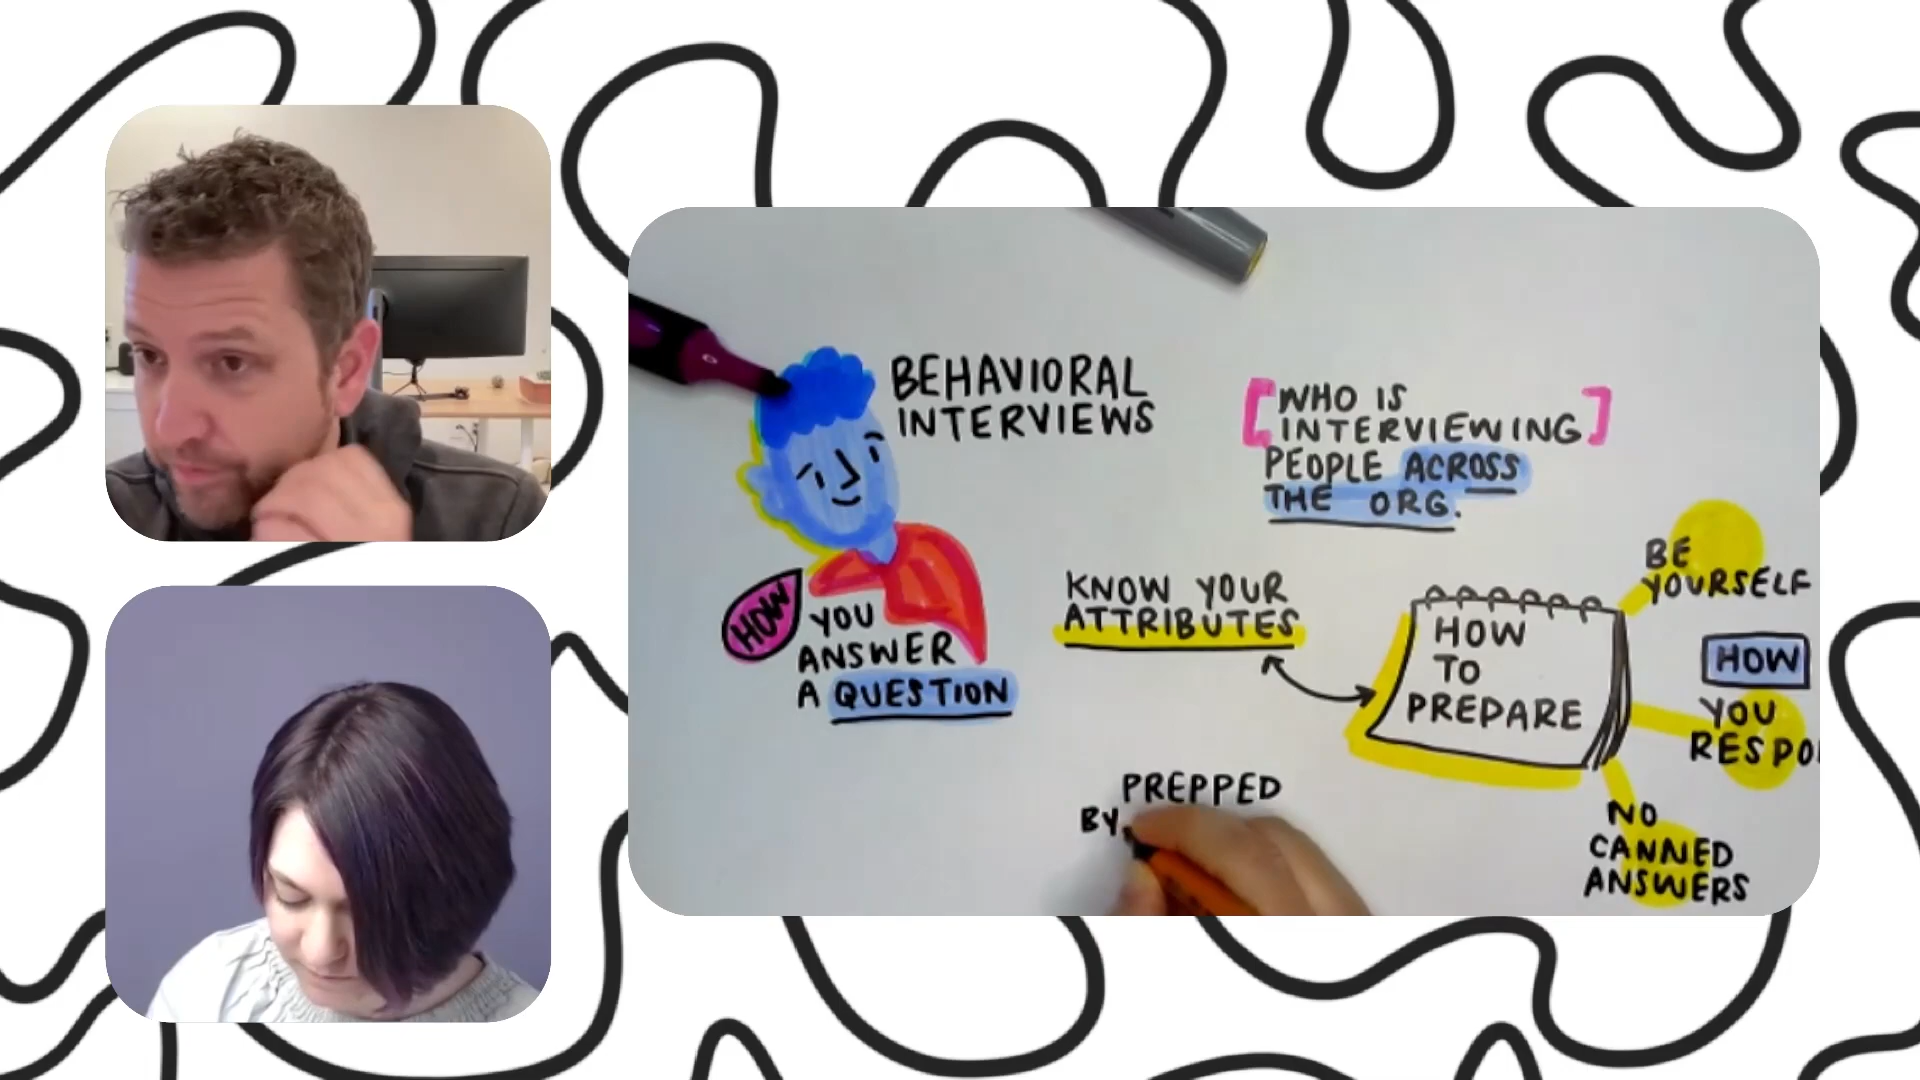 BEHAVIORAL
INTERVIEWS
HOW
YOU
ANSWER
A QUESTION
WHO IS
INTERVIEWING
PEOPLE ACROSS
THE ORG.
KNOW YOUR
ATTRIBUTES
HOW
TO
PREPARE
BE
YOURSELF
HOW
YOU
RESPO
NO
CANNED
ANSWERS
PREPPED
BY